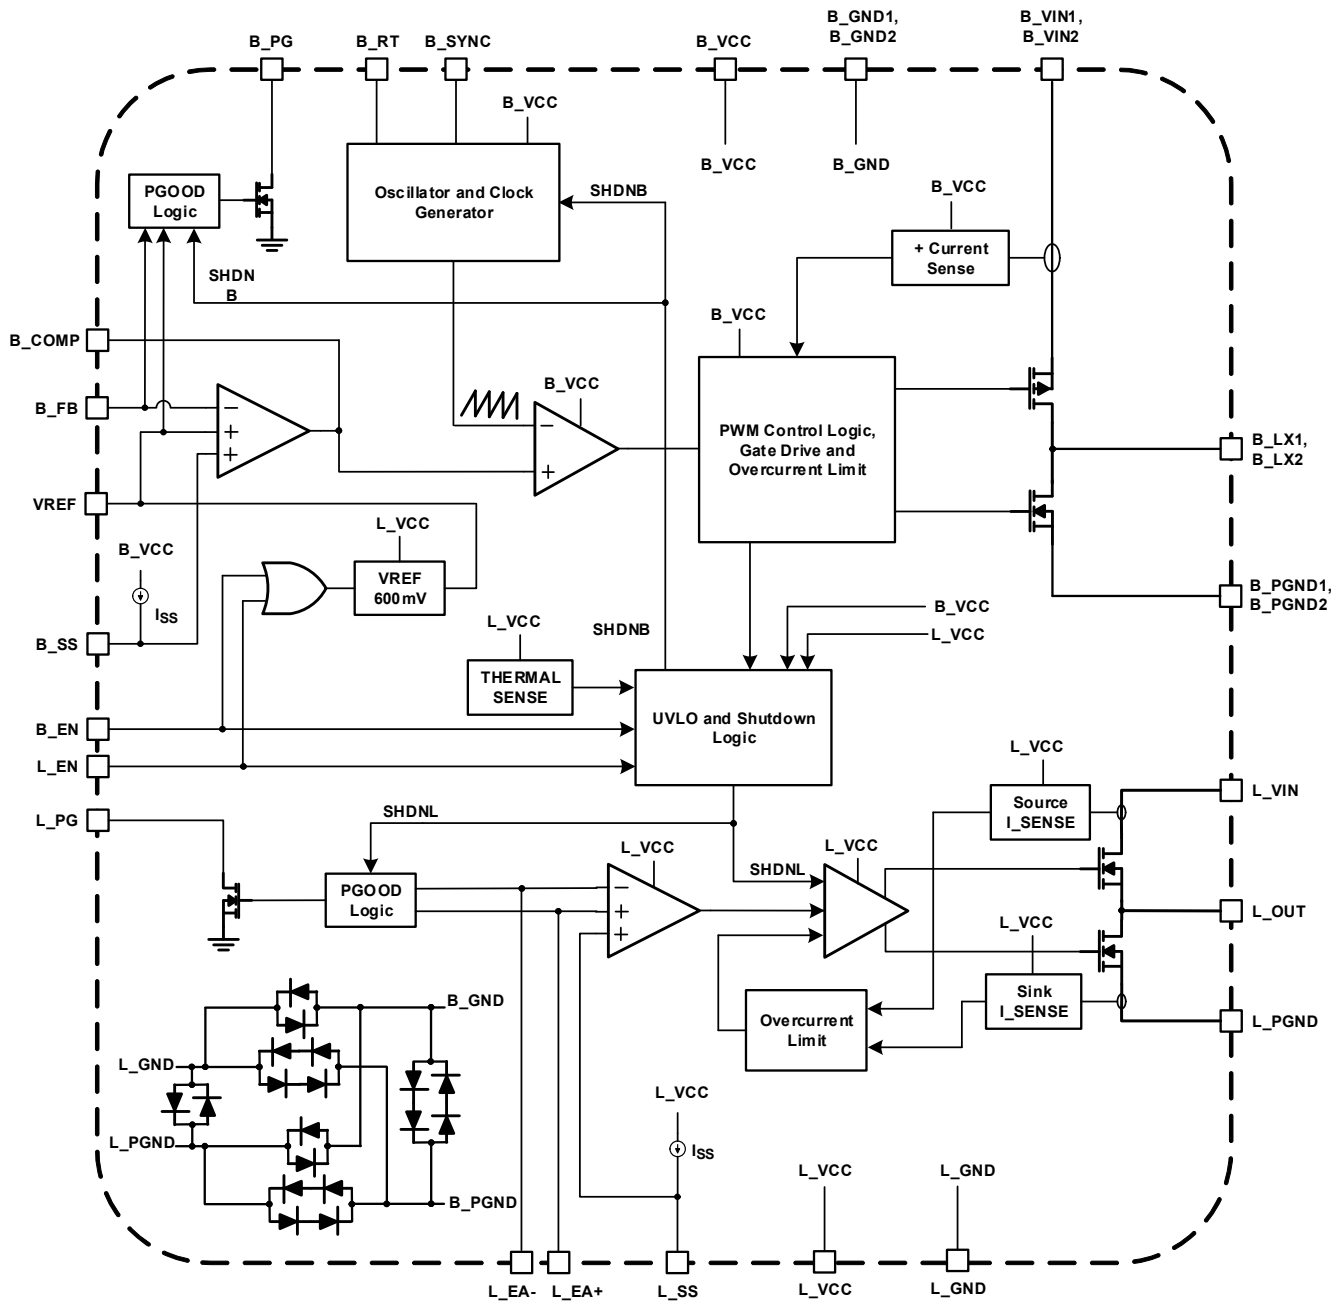 B_GND1,
B_GND2
B_VIN1,
B_VIN2
B_PG
B_RT
B_SYNC
B_VCC
B_VCC
PGOOD
Logic
Oscillator and Clock
Generator
SHDNB
B_VCC
B_GND
B_VCC
+ Current
Sense
SHDN
B
B_COMP
B_VCC
B_FB
B_VCC
−
+
+
−
+
PWM Control Logic,
Gate Drive and
Overcurrent Limit
B_LX1,
B_LX2
VREF
L_VCC
B_VCC
ISS
VREF
600mV
B_PGND1,
B_PGND2
B_VCC
L_VCC
SHDNB
L_VCC
B_SS
THERMAL
SENSE
UVLO and Shutdown
Logic
B_EN
L_EN
L_VCC
Source
I_SENSE
L_VIN
L_PG
SHDNL
L_VCC
L_VCC
SHDNL
PGOOD
Logic
−
+
+
L_OUT
L_VCC
Sink
I_SENSE
L_PGND
B_GND
Overcurrent
Limit
L_GND
L_VCC
L_PGND
ISS
B_PGND
L_VCC
L_GND
L_EA-
L_EA+
L_SS
L_VCC
L_GND